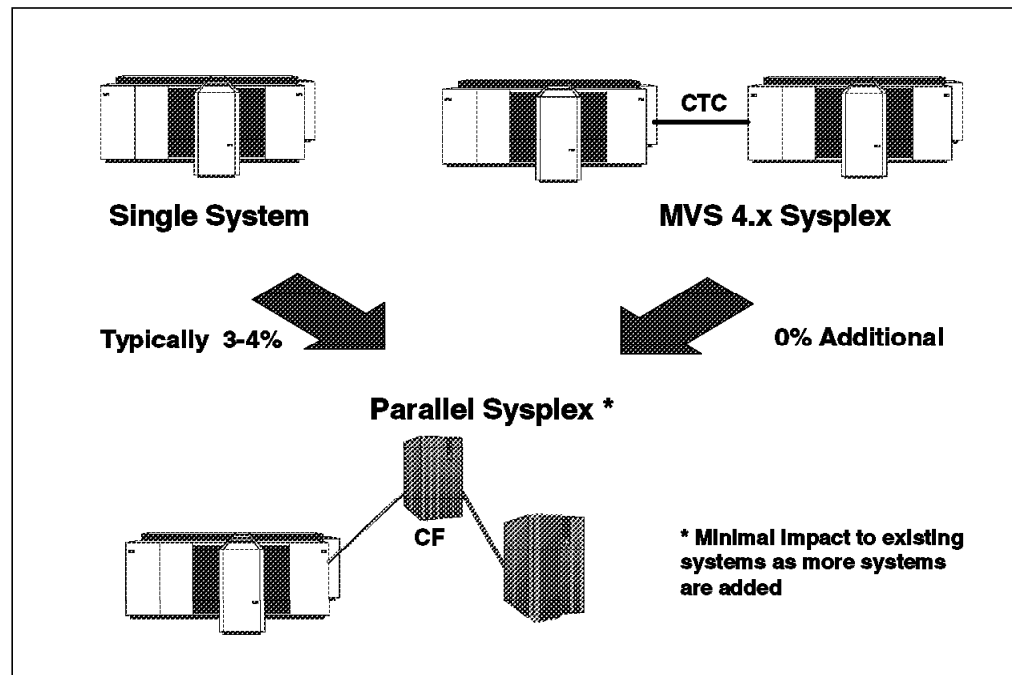 CTC
Single System
MVS 4.x Sysplex
Typically 3-4%
0% Additional
Parallel Sysplex *
CF
* Minimal impact to existing
systems as more systems
are added